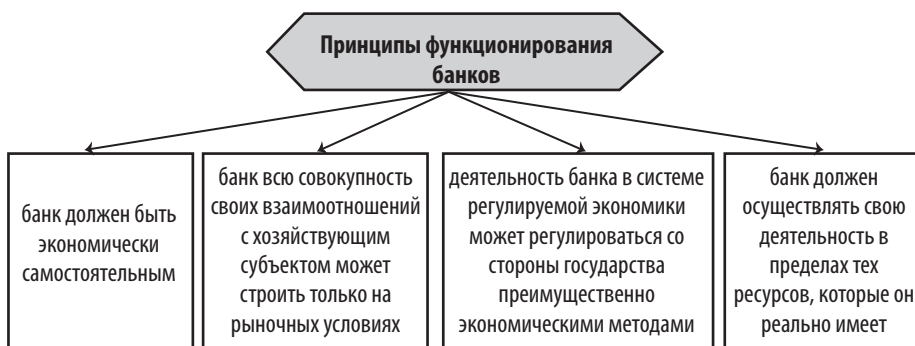 Принципы функционирования
банков
банк должен быть
экономически
самостоятельным
банк всю совокупность
своих взаимоотношений
с хозяйствующим
субъектом может
строить только на
рыночных условиях
деятельность банка в системе
регулируемой экономики
может регулироваться со
стороны государства
преимущественно
экономическими методами
банк должен
осуществлять свою
деятельность в
пределах тех
ресурсов, которые он
реально имеет